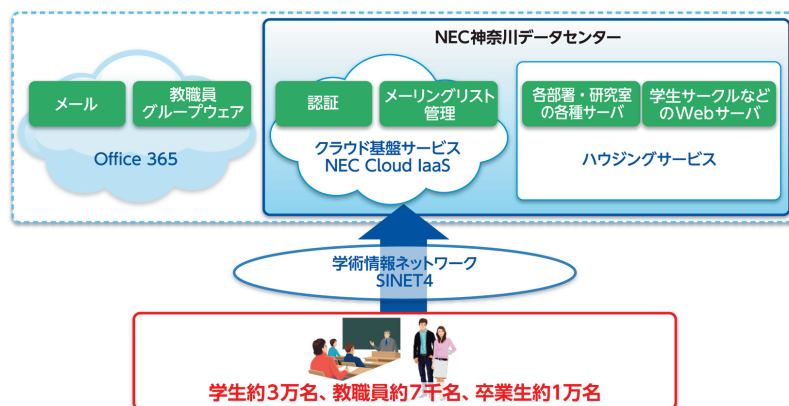 NEC神奈川データセンター
メール
教職員
グループウェア
Office 365
認証
メーリングリスト
管理
クラウド基盤サービス
NEC Cloud IaaS
各部署・研究室
の各種サーバ
学生サークルなど
のWebサーバ
ハウジングサービス
学術情報ネットワーク
SINET4
学生約3万名、教職員約7千名、卒業生約1万名